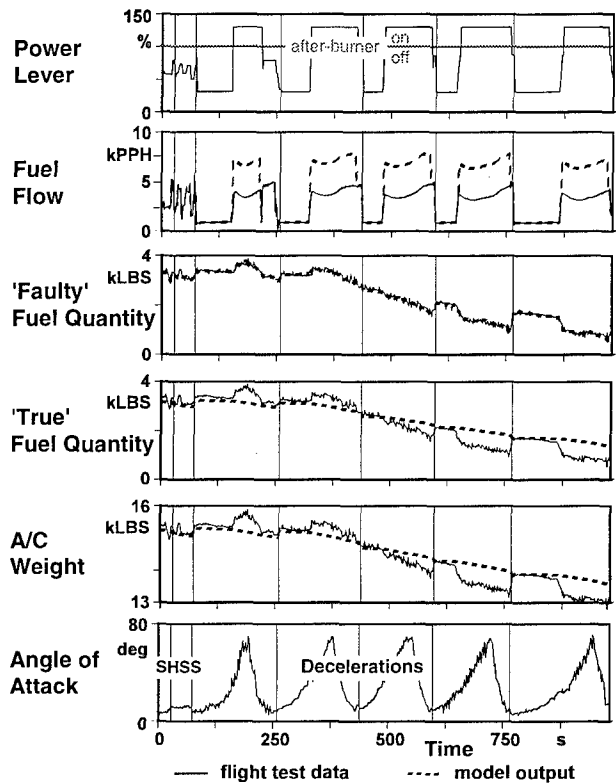 150
%
Power
Lever
after-burner on
off
0
10
kPPH
Fuel
Flow
5
0
4
kLBS
'Faulty'
Fuel Quantity
2
0
4
kLBS
'True'
Fuel Quantity
2
0
16
kLBS
A/C
Weight
13
80
deg
Angle of
Attack
SHSS
Decelerations
0
0 250 500 750 s
Time
flight test data model output